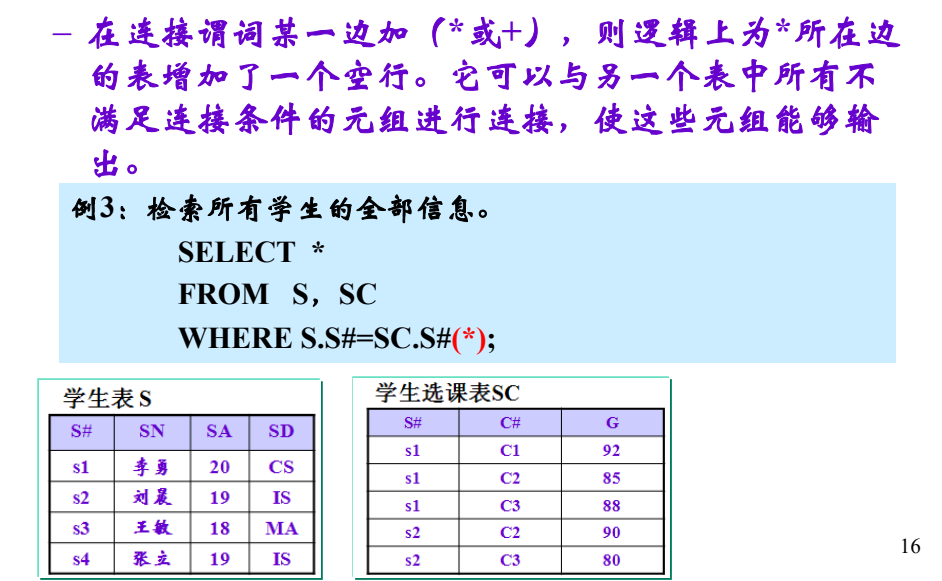 – 在连接谓词某一边加（*或+），则逻辑上为*所在边
的表增加了一个空行。它可以与另一个表中所有不
满足连接条件的元组进行连接，使这些元组能够输
出。
例3：检索所有学生的全部信息。
SELECT *
FROM S，SC
WHERE S.S#=SC.S#(*);
学生表 S
S# SN SA SD
s1 李勇 20 CS
s2 刘晨 19 IS
s3 王敏 18 MA
s4 张立 19 IS
学生选课表SC
S# C# G
s1 C1 92
s1 C2 85
s1 C3 88
s2 C2 90
s2 C3 80
16